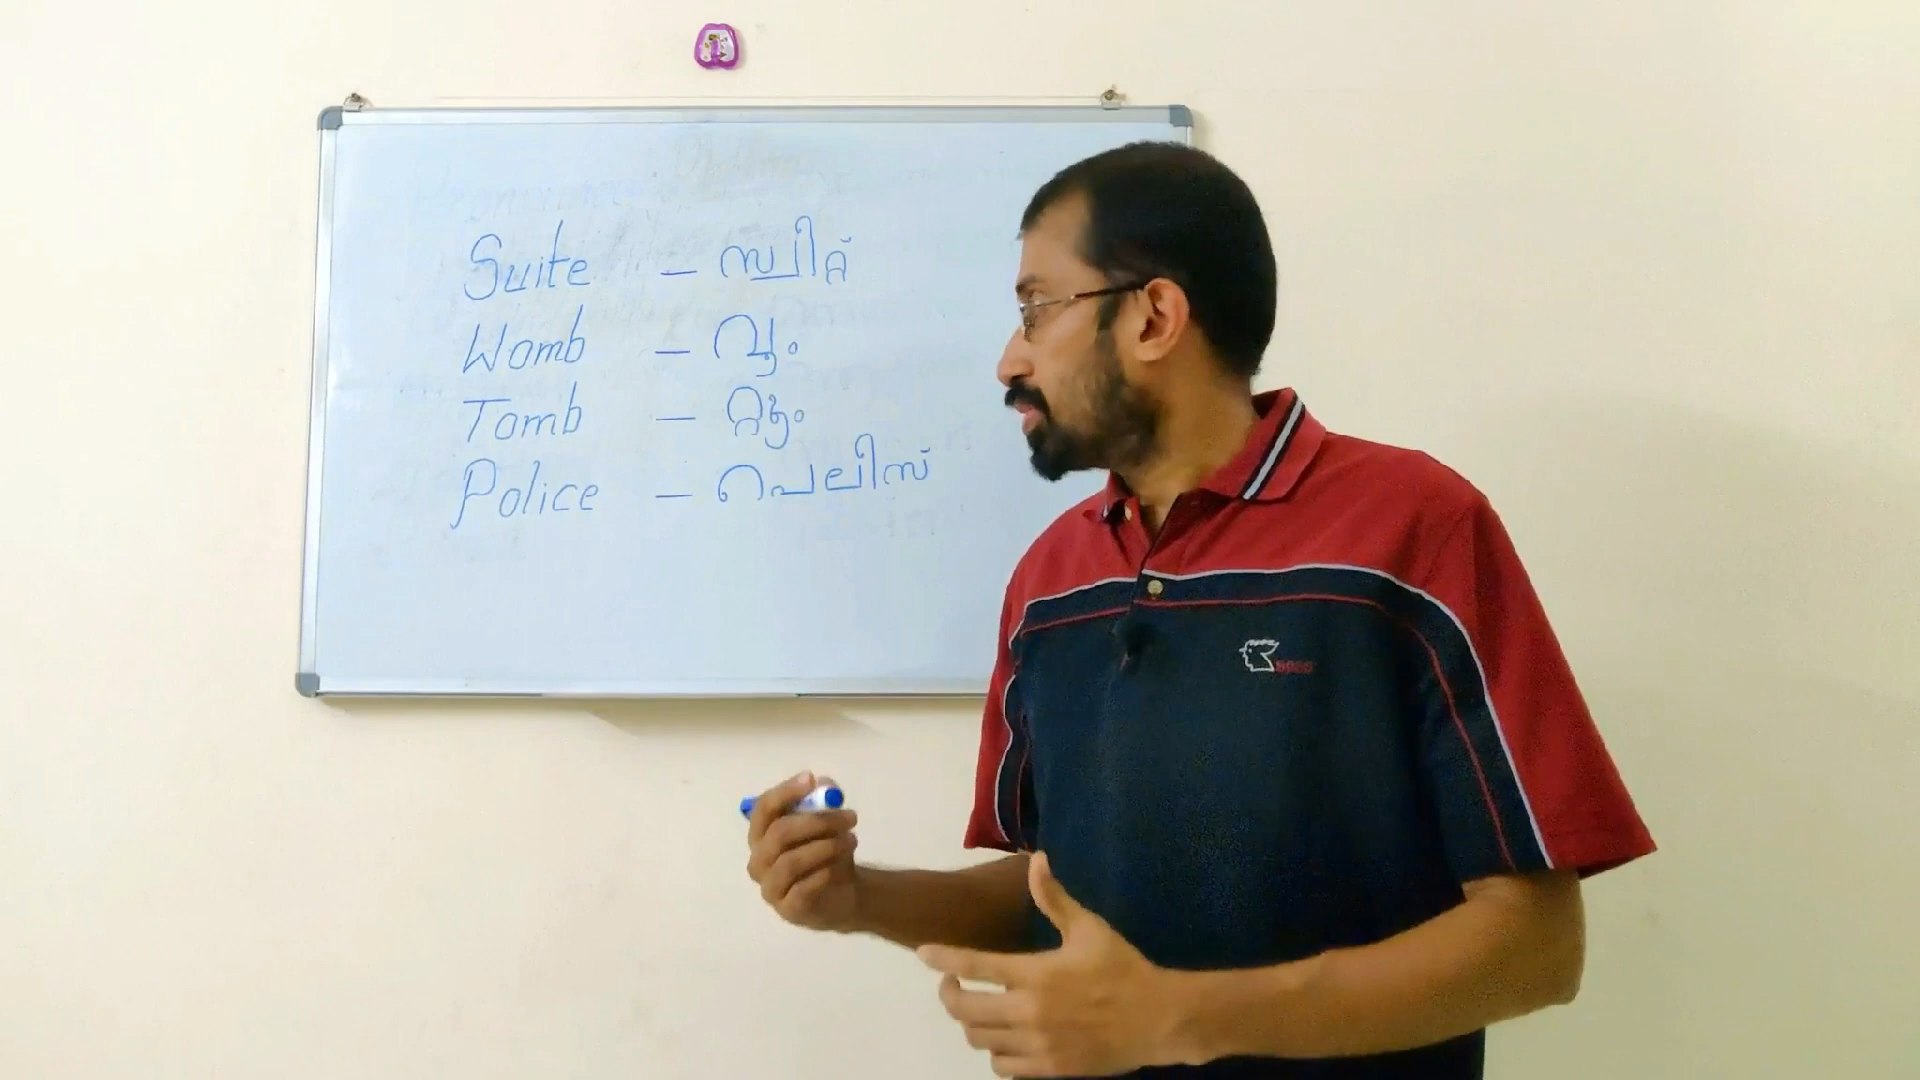 Suite – സ്വീറ്റ്
Womb – വൂം
Tomb – റ്റൂം
Police – പെലീസ്